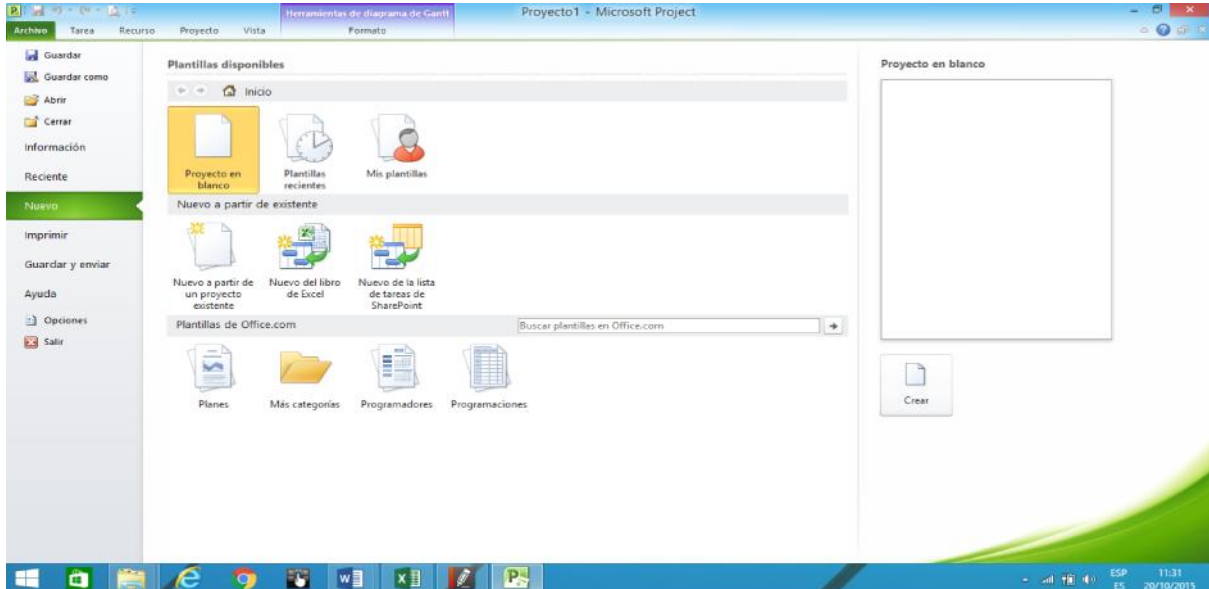 Herramientas de diagrama de Gantt
Proyecto1 - Microsoft Project
Archivo Tarea Recurso Proyecto Vista Formato
Guardar
Guardar como
Abrir
Cerrar
Información
Reciente
Nuevo
Imprimir
Guardar y enviar
Ayuda
Opciones
Salir
Plantillas disponibles
Inicio
Proyecto en
blanco
Plantillas
recientes
Mis plantillas
Nuevo a partir de existente
Nuevo a partir de
un proyecto
existente
Nuevo del libro
de Excel
Nuevo de la lista
de tareas de
SharePoint
Plantillas de Office.com
Buscar plantillas en Office.com
Planes
Más categorías
Programadores
Programaciones
Proyecto en blanco
Crear
ESP
ES
11:31
20/10/2015